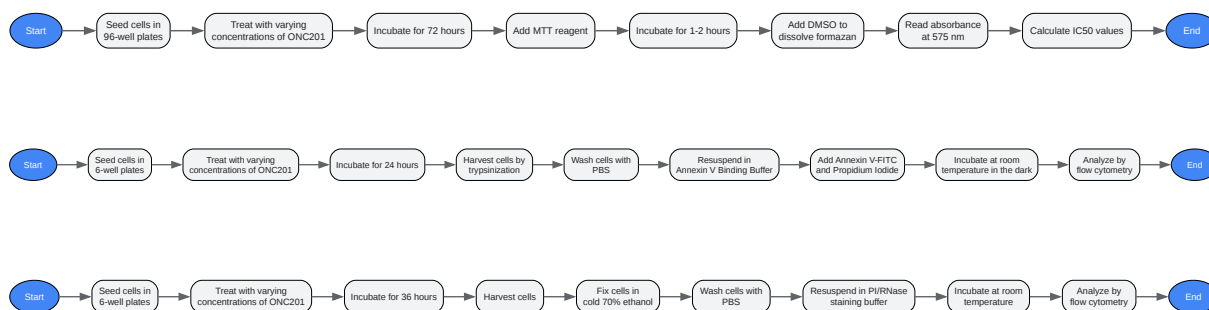 Start
Seed cells in
96-well plates
Treat with varying
concentrations of ONC201
Incubate for 72 hours
Add MTT reagent
Incubate for 1-2 hours
Add DMSO to
dissolve formazan
Read absorbance
at 575 nm
Calculate IC50 values
End
Start
Seed cells in
6-well plates
Treat with varying
concentrations of ONC201
Incubate for 24 hours
Harvest cells by
trypsinization
Wash cells with
PBS
Resuspend in
Annexin V Binding Buffer
Add Annexin V-FITC
and Propidium Iodide
Incubate at room
temperature in the dark
Analyze by
flow cytometry
End
Start
Seed cells in
6-well plates
Treat with varying
concentrations of ONC201
Incubate for 36 hours
Harvest cells
Fix cells in
cold 70% ethanol
Wash cells with
PBS
Resuspend in PI/RNase
staining buffer
Incubate at room
temperature
Analyze by
flow cytometry
End